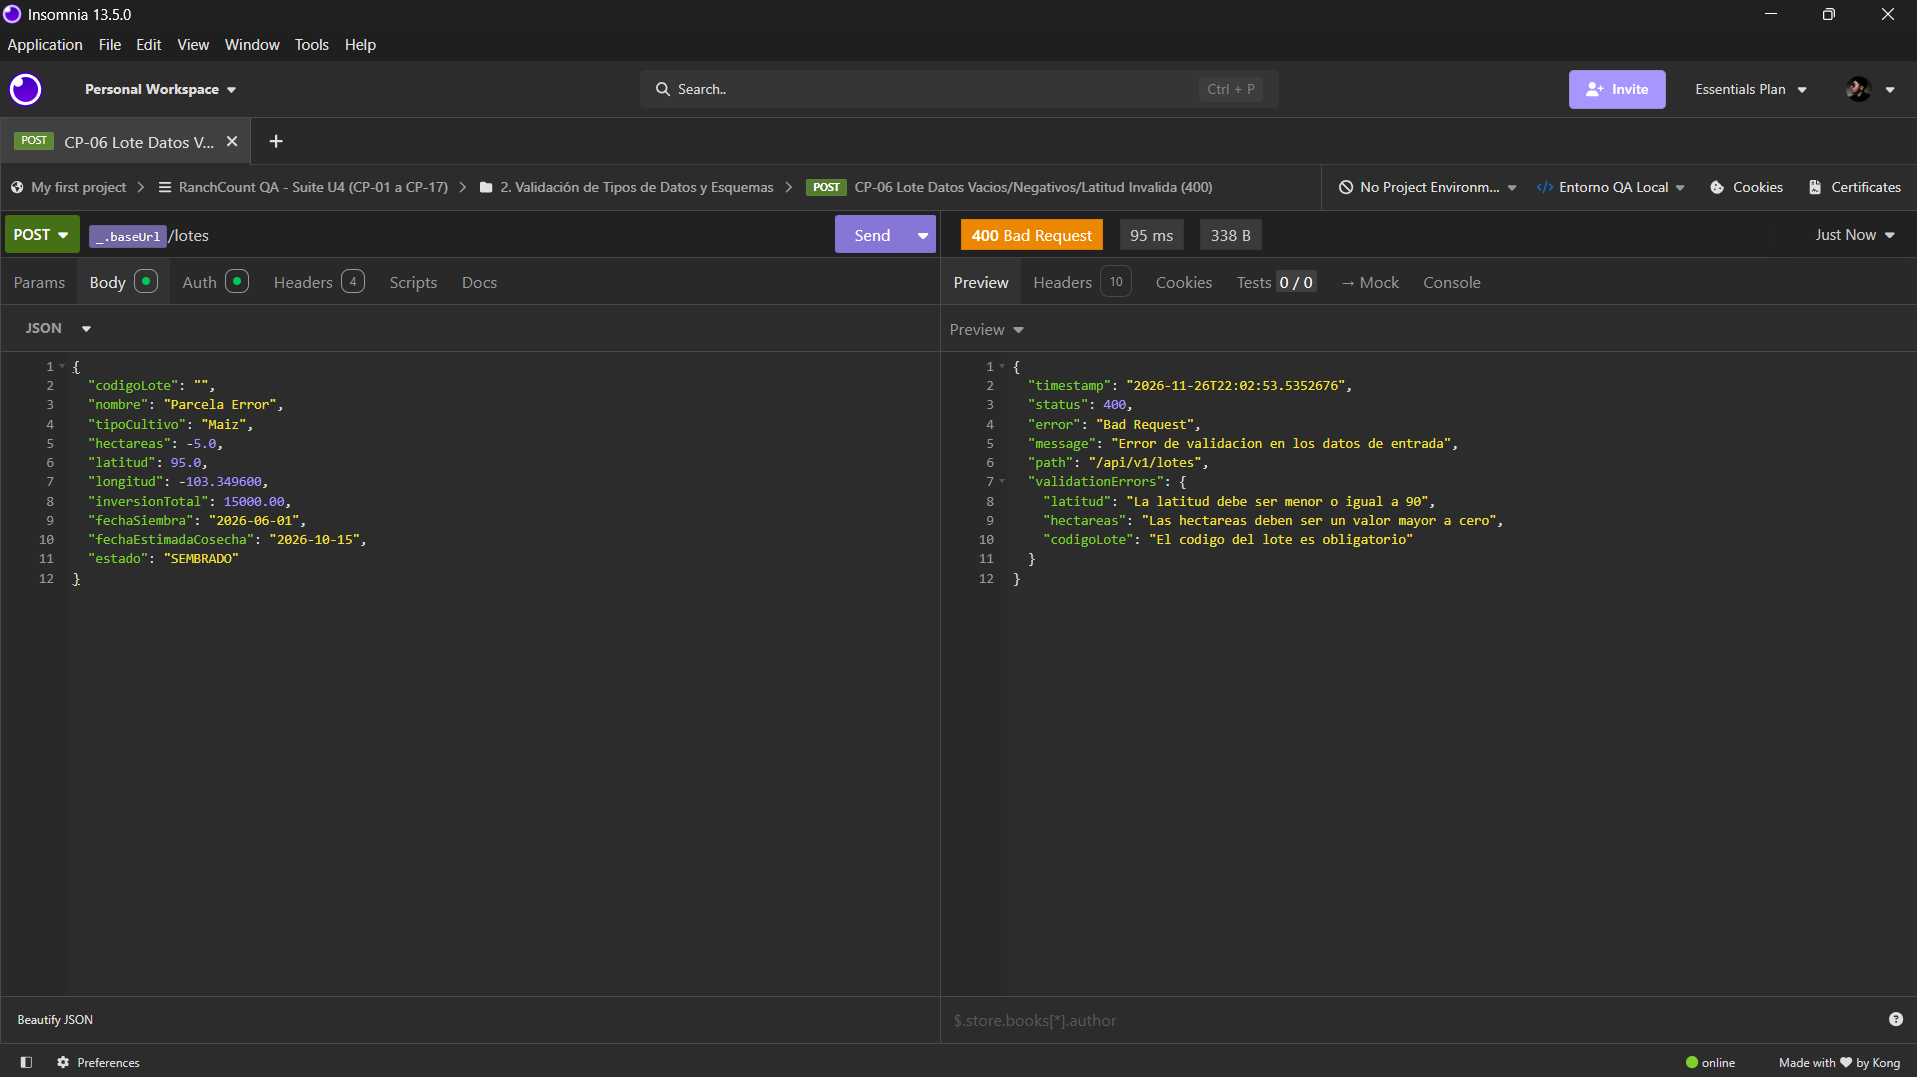 Insomnia 13.5.0
Application File Edit View Window Tools Help
Personal Workspace
Search..
Ctrl + P
Invite
Essentials Plan
POST CP-06 Lote Datos V...
My first project
RanchCount QA - Suite U4 (CP-01 a CP-17)
2. Validación de Tipos de Datos y Esquemas
POST CP-06 Lote Datos Vacios/Negativos/Latitud Invalida (400)
No Project Environm...
</> Entorno QA Local
Cookies
Certificates
POST
_.baseUrl /lotes
Send
400 Bad Request
95 ms
338 B
Just Now
Params Body Auth Headers 4 Scripts Docs
Preview Headers 10 Cookies Tests 0 / 0 → Mock Console
JSON
Preview
1 {
2 "codigoLote": "",
3 "nombre": "Parcela Error",
4 "tipoCultivo": "Maiz",
5 "hectareas": -5.0,
6 "latitud": 95.0,
7 "longitud": -103.349600,
8 "inversionTotal": 15000.00,
9 "fechaSiembra": "2026-06-01",
10 "fechaEstimadaCosecha": "2026-10-15",
11 "estado": "SEMBRADO"
12 }
1 {
2 "timestamp": "2026-11-26T22:02:53.5352676",
3 "status": 400,
4 "error": "Bad Request",
5 "message": "Error de validacion en los datos de entrada",
6 "path": "/api/v1/lotes",
7 "validationErrors": {
8 "latitud": "La latitud debe ser menor o igual a 90",
9 "hectareas": "Las hectareas deben ser un valor mayor a cero",
10 "codigoLote": "El codigo del lote es obligatorio"
11 }
12 }
Beautify JSON
$.store.books[*].author
Preferences
online
Made with ♥ by Kong